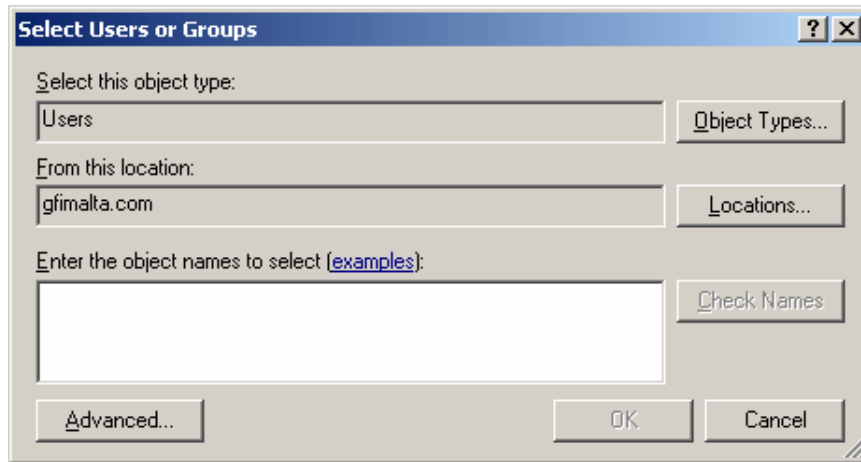 Select Users or Groups
Select this object type:
Users
Object Types...
From this location:
gfimalta.com
Locations...
Enter the object names to select (examples):
Check Names
Advanced...
OK
Cancel